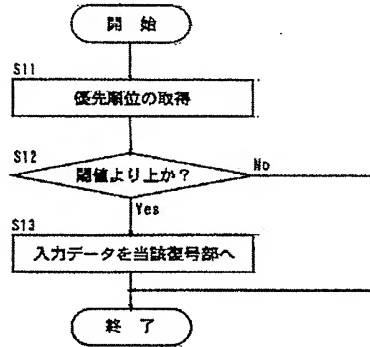 開 始
S11
優先順位の取得
S12
閾値より上か?
No
Yes
S13
入力データを当該復号部へ
終 了